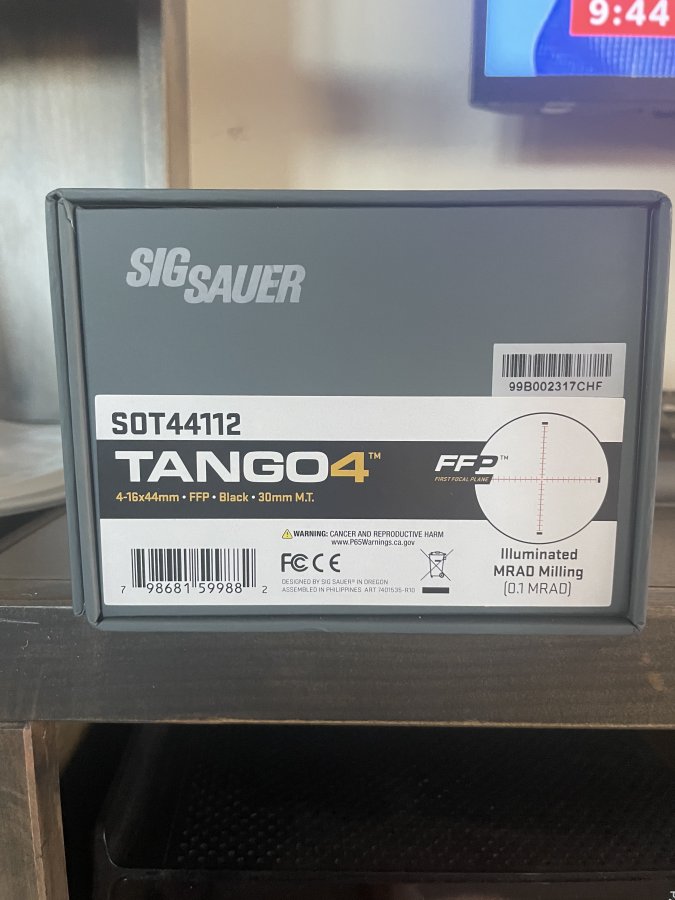 9:44
SIG SAUER
99B002317CHF
SOT44112
TANGO4™
4-16x44mm • FFP • Black • 30mm M.T.
FFP™
FIRST FOCAL PLANE
⚠WARNING: CANCER AND REPRODUCTIVE HARM
www.P65Warnings.ca.gov
FC CE
DESIGNED BY SIG SAUER® IN OREGON
ASSEMBLED IN PHILIPPINES ART 7401535-R10
7 98681 59988 2
Illuminated
MRAD Milling
(0.1 MRAD)